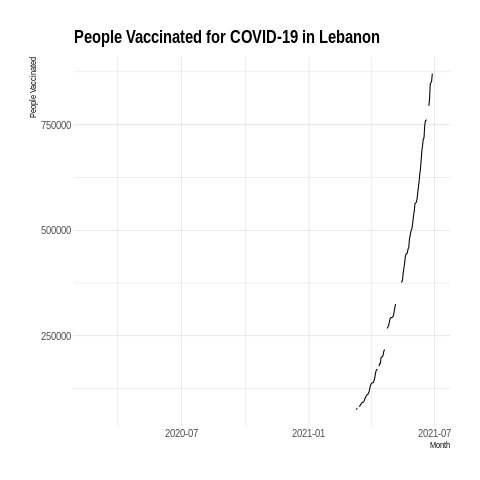 People Vaccinated for COVID-19 in Lebanon
People Vaccinated
750000
500000
250000
2020-07
2021-01
2021-07
Month